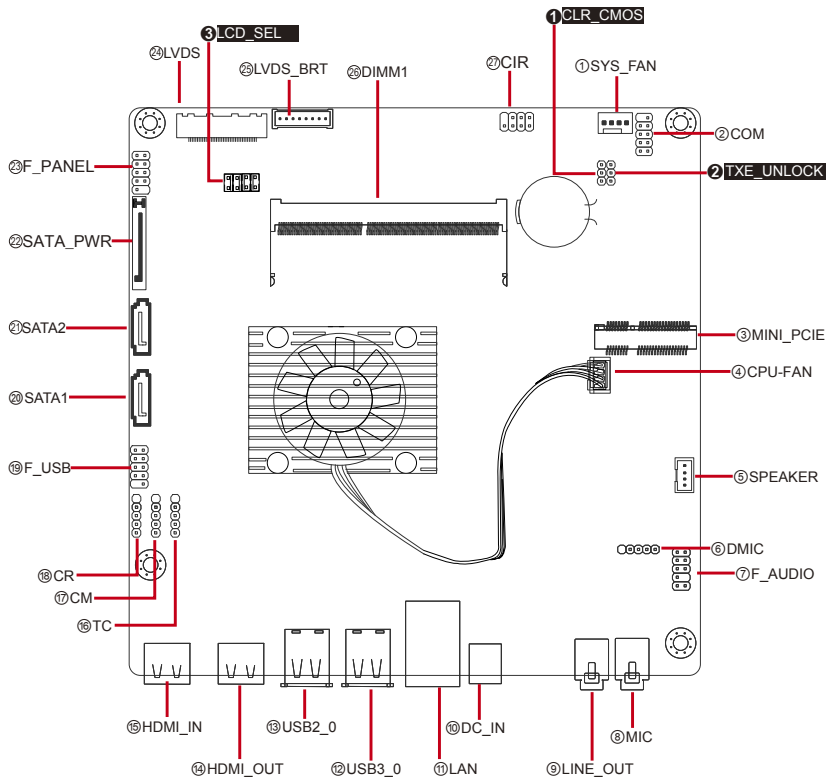 ❶CLR_CMOS
❸LCD_SEL
㉔LVDS
㉕LVDS_BRT
㉖DIMM1
㉗CIR
①SYS_FAN
②COM
㉓F_PANEL
❷TXE_UNLOCK
㉒SATA_PWR
㉑SATA2
③MINI_PCIE
④CPU-FAN
⑳SATA1
⑲F_USB
⑤SPEAKER
⑥DMIC
⑱CR
⑦F_AUDIO
⑰CM
⑯TC
⑮HDMI_IN
⑬USB2_0
⑩DC_IN
⑧MIC
⑭HDMI_OUT
⑫USB3_0
⑪LAN
⑨LINE_OUT